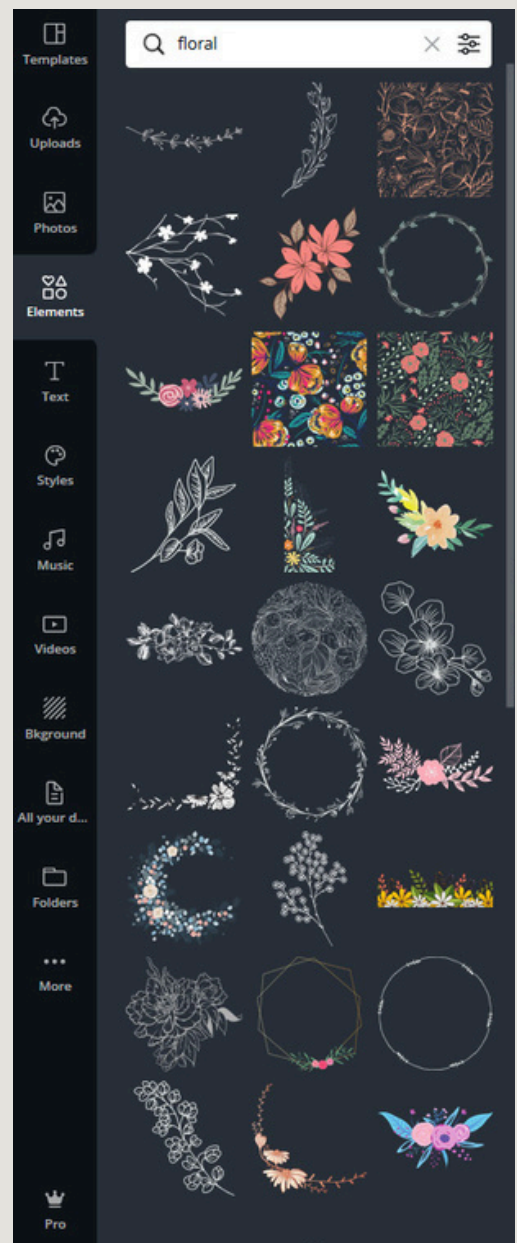 floral
Templates
Uploads
Photos
Elements
Text
Styles
Music
Videos
Bkground
All your d...
Folders
More
Pro